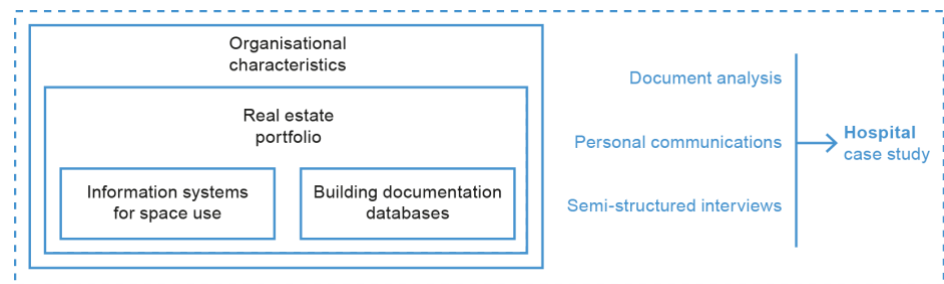 Organisational
characteristics
Real estate
portfolio
Information systems
for space use
Building documentation
databases
Document analysis
Personal communications
Semi-structured interviews
Hospital
case study